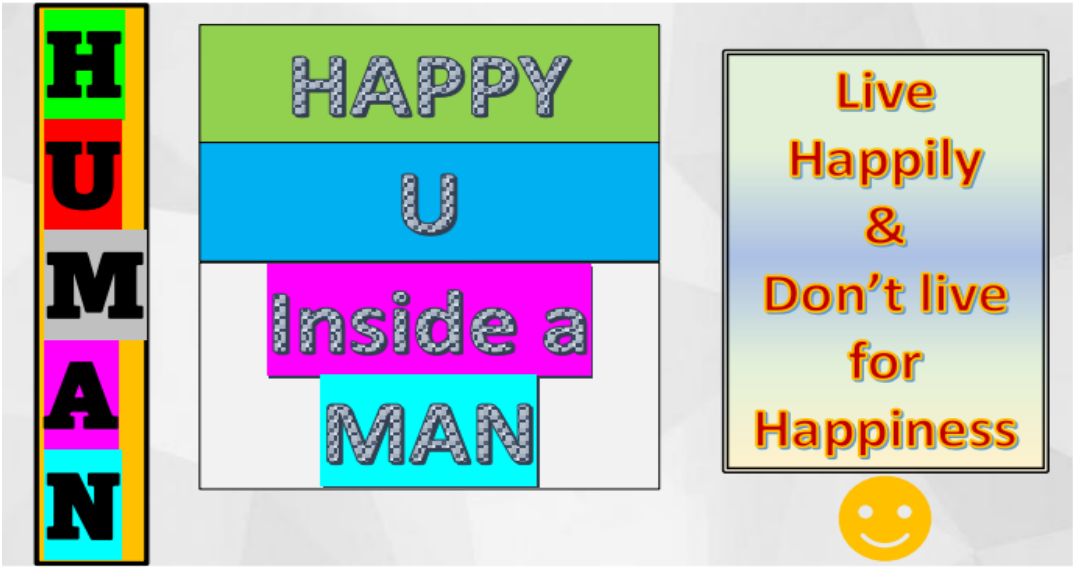 H
U
M
A
N
HAPPY
U
Inside a
MAN
Live
Happily
&
Don't live
for
Happiness